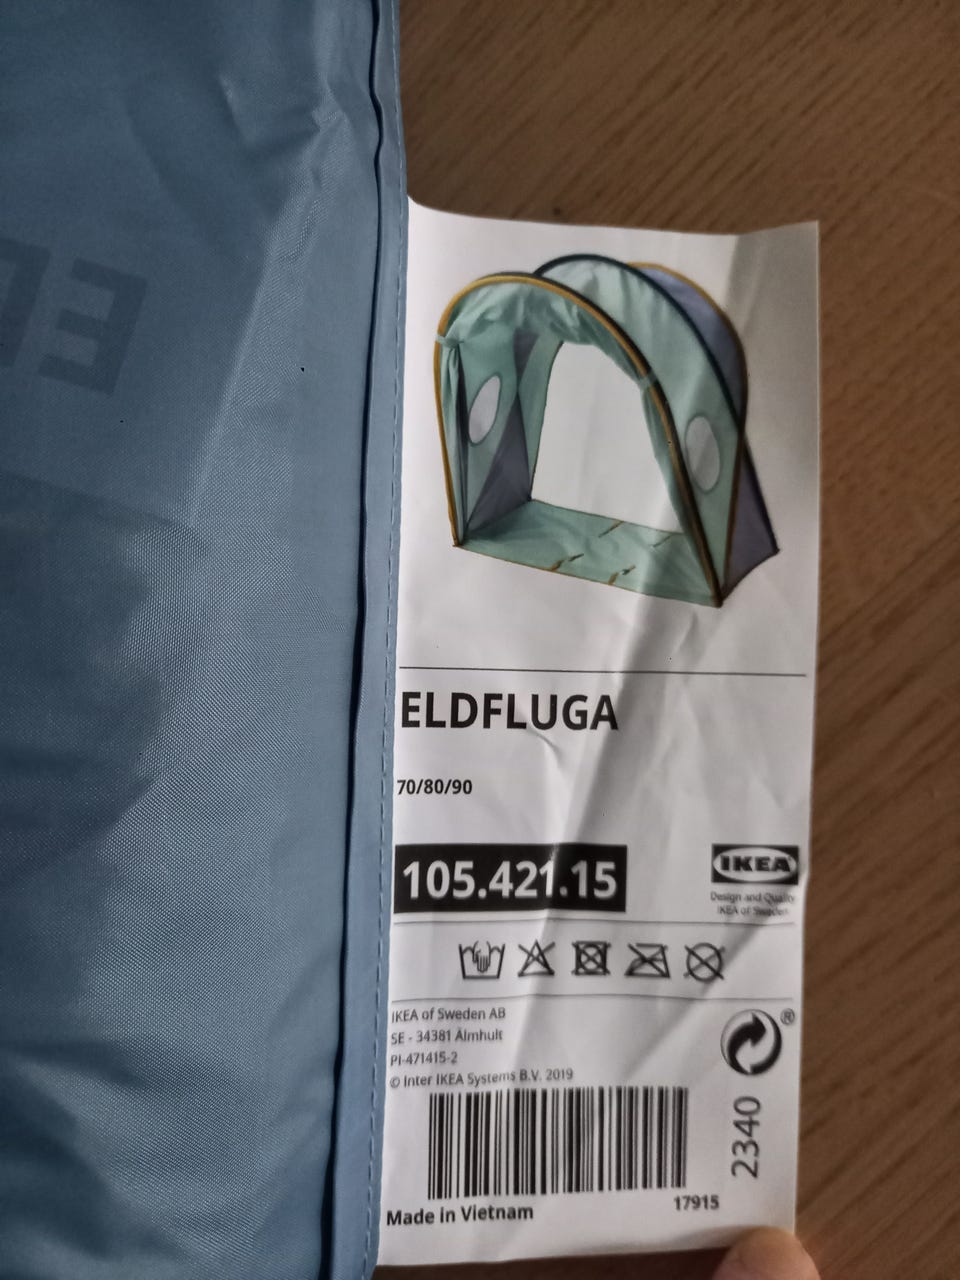 ELDFLUGA
70/80/90
105.421.15
IKEA
Design and Quality
IKEA of Sweden
IKEA of Sweden AB
SE - 34381 Älmhult
PI-471415-2
© Inter IKEA Systems B.V. 2019
®
2340
17915
Made in Vietnam